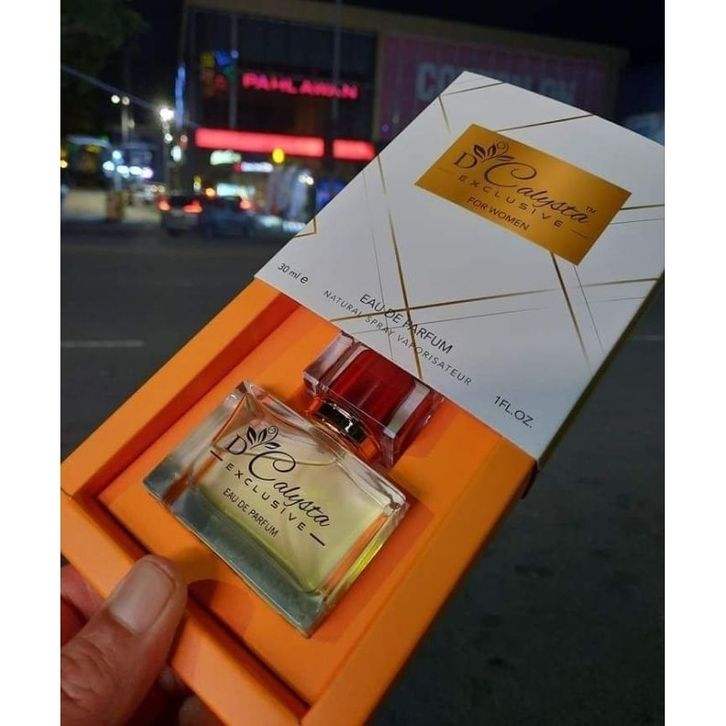 PAHLAWAN
D'Calysta™
EXCLUSIVE
FOR WOMEN
30 ml e
EAU DE PARFUM
NATURAL SPRAY VAPORISATEUR
1FL.OZ.
D'Calysta
EXCLUSIVE
EAU DE PARFUM